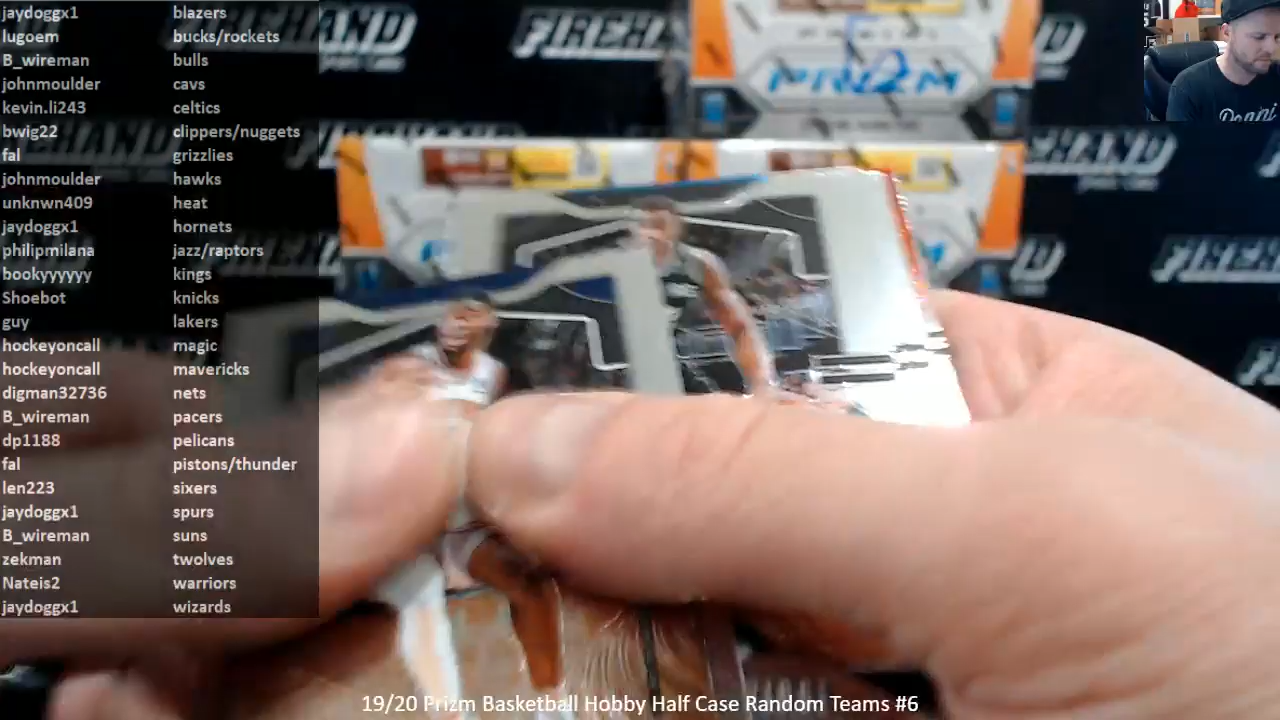 jaydoggx1 blazers
lugoem bucks/rockets
B_wireman bulls
johnmoulder cavs
kevin.li243 celtics
bwig22 clippers/nuggets
fal grizzlies
johnmoulder hawks
unknwn409 heat
jaydoggx1 hornets
philipmilana jazz/raptors
bookyyyyyy kings
Shoebot knicks
guy lakers
hockeyoncall magic
hockeyoncall mavericks
digman32736 nets
B_wireman pacers
dp1188 pelicans
fal pistons/thunder
len223 sixers
jaydoggx1 spurs
B_wireman suns
zekman twolves
Nateis2 warriors
jaydoggx1 wizards
FIREHAND
PRIZM
19/20 Prizm Basketball Hobby Half Case Random Teams #6